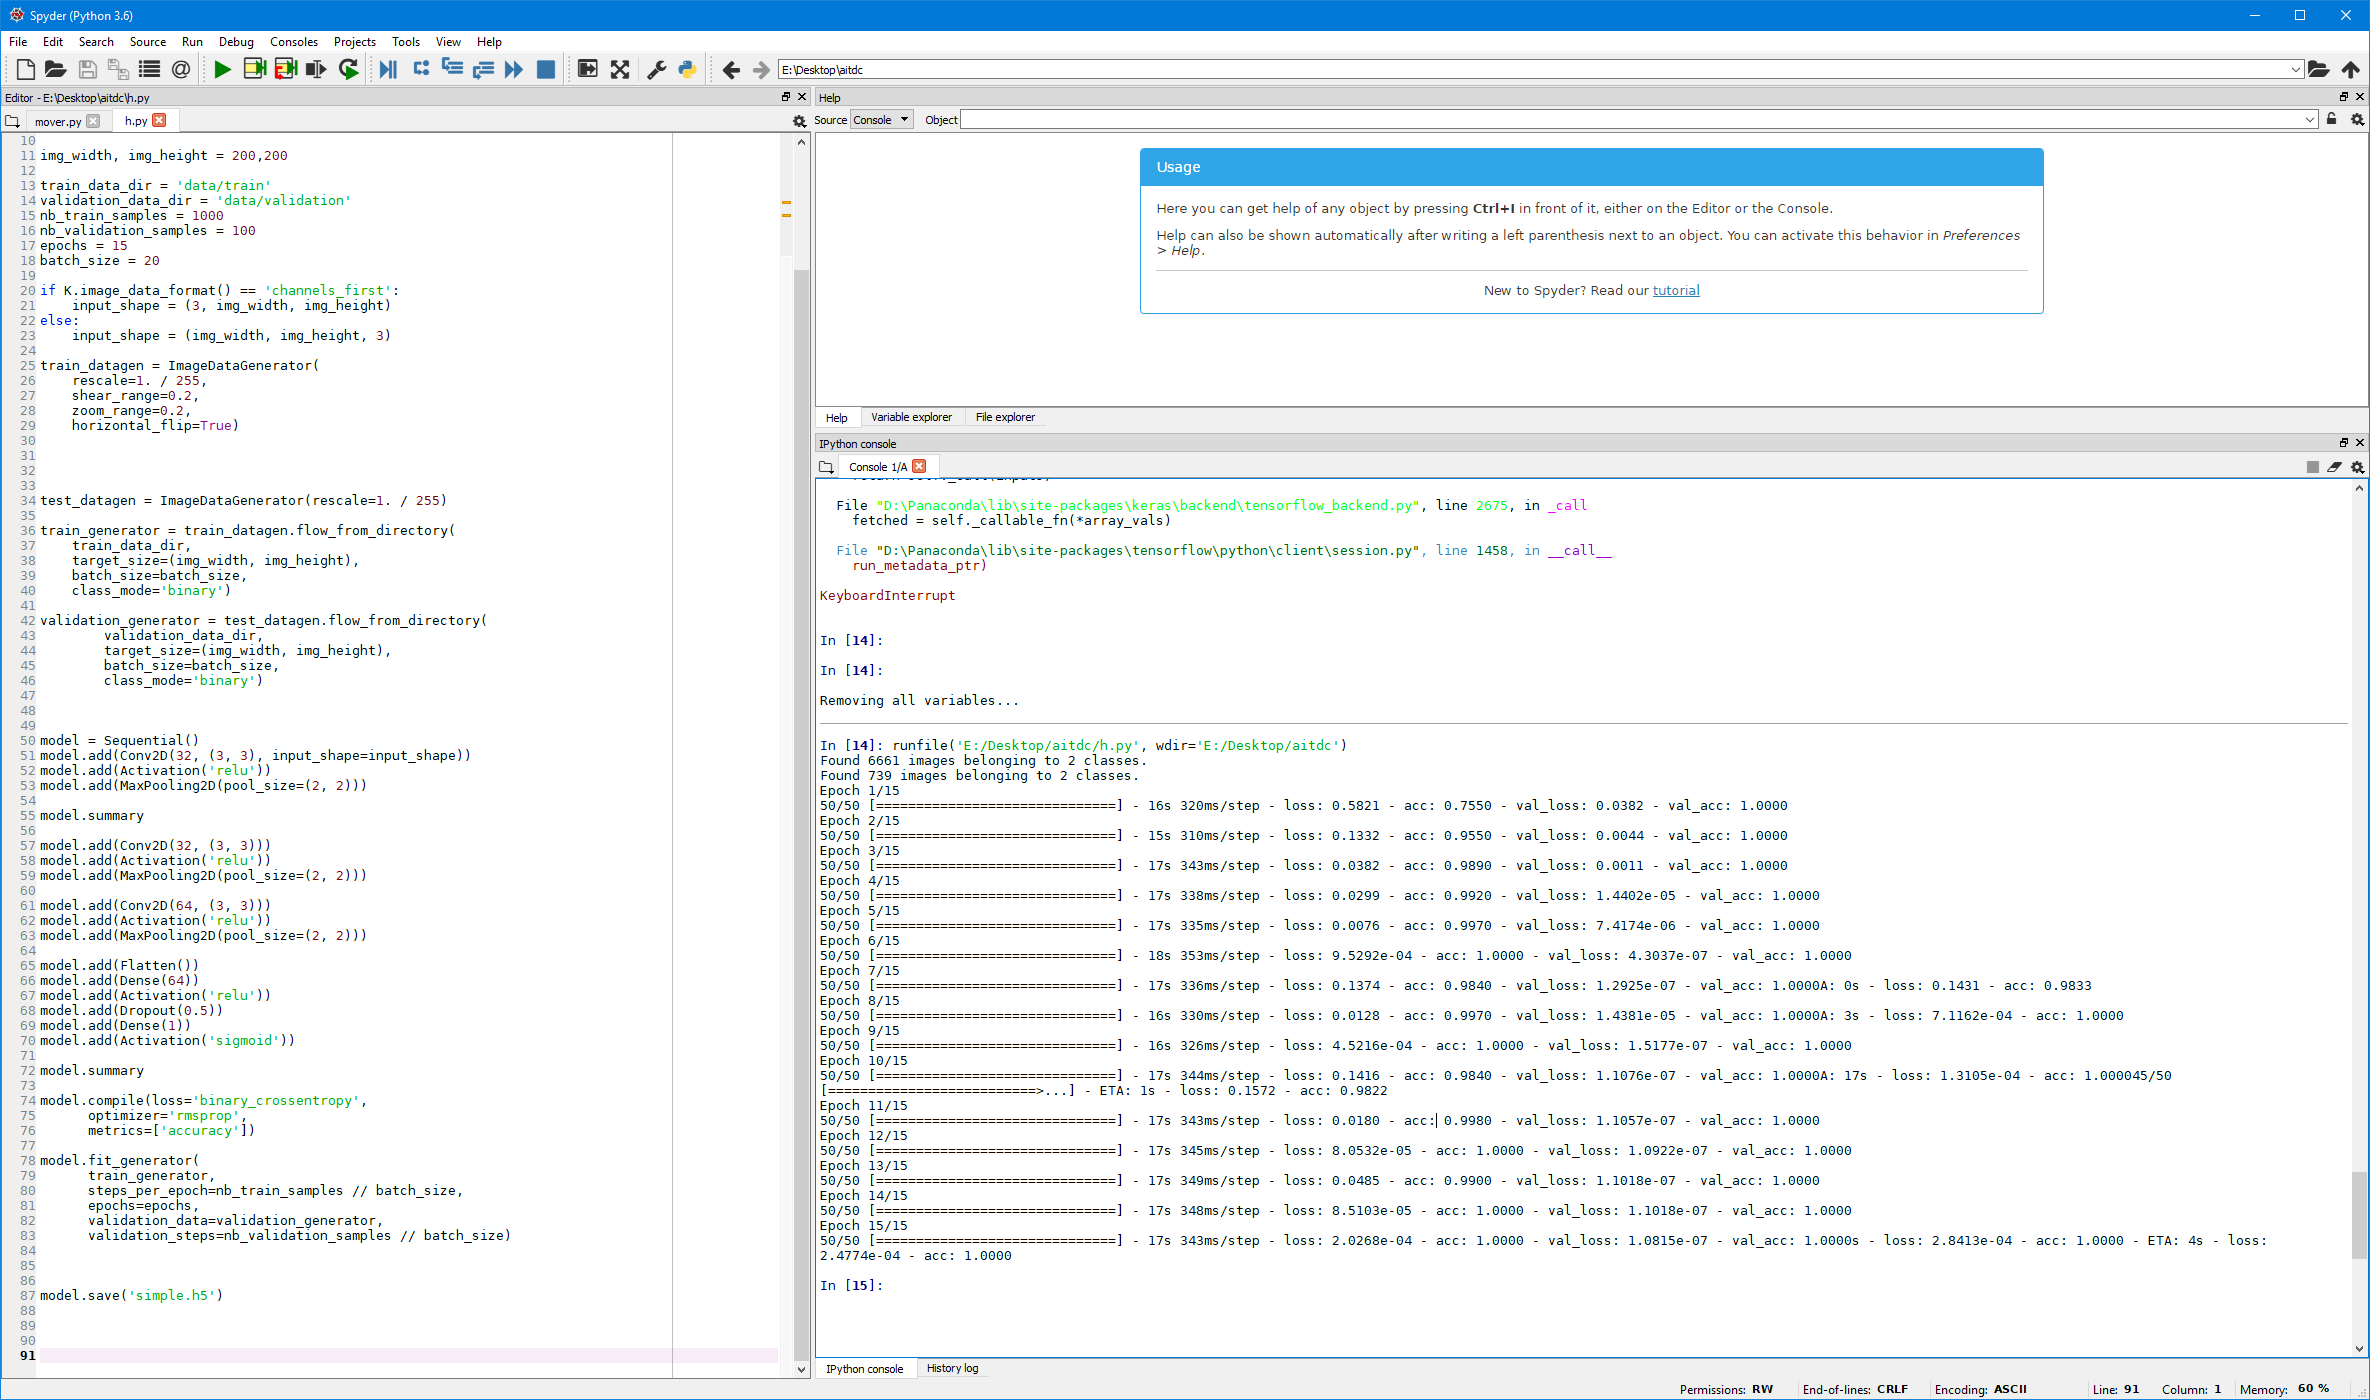 Spyder (Python 3.6)
File Edit Search Source Run Debug Consoles Projects Tools View Help
E:\Desktop\aitdc
Editor - E:\Desktop\aitdc\h.py
mover.py h.py
10
11 img_width, img_height = 200,200
12
13 train_data_dir = 'data/train'
14 validation_data_dir = 'data/validation'
15 nb_train_samples = 1000
16 nb_validation_samples = 100
17 epochs = 15
18 batch_size = 20
19
20 if K.image_data_format() == 'channels_first':
21     input_shape = (3, img_width, img_height)
22 else:
23     input_shape = (img_width, img_height, 3)
24
25 train_datagen = ImageDataGenerator(
26     rescale=1. / 255,
27     shear_range=0.2,
28     zoom_range=0.2,
29     horizontal_flip=True)
30
31
32
33
34 test_datagen = ImageDataGenerator(rescale=1. / 255)
35
36 train_generator = train_datagen.flow_from_directory(
37     train_data_dir,
38     target_size=(img_width, img_height),
39     batch_size=batch_size,
40     class_mode='binary')
41
42 validation_generator = test_datagen.flow_from_directory(
43         validation_data_dir,
44         target_size=(img_width, img_height),
45         batch_size=batch_size,
46         class_mode='binary')
47
48
49
50 model = Sequential()
51 model.add(Conv2D(32, (3, 3), input_shape=input_shape))
52 model.add(Activation('relu'))
53 model.add(MaxPooling2D(pool_size=(2, 2)))
54
55 model.summary
56
57 model.add(Conv2D(32, (3, 3)))
58 model.add(Activation('relu'))
59 model.add(MaxPooling2D(pool_size=(2, 2)))
60
61 model.add(Conv2D(64, (3, 3)))
62 model.add(Activation('relu'))
63 model.add(MaxPooling2D(pool_size=(2, 2)))
64
65 model.add(Flatten())
66 model.add(Dense(64))
67 model.add(Activation('relu'))
68 model.add(Dropout(0.5))
69 model.add(Dense(1))
70 model.add(Activation('sigmoid'))
71
72 model.summary
73
74 model.compile(loss='binary_crossentropy',
75       optimizer='rmsprop',
76       metrics=['accuracy'])
77
78 model.fit_generator(
79       train_generator,
80       steps_per_epoch=nb_train_samples // batch_size,
81       epochs=epochs,
82       validation_data=validation_generator,
83       validation_steps=nb_validation_samples // batch_size)
84
85
86
87 model.save('simple.h5')
88
89
90
91
Help
Source Console Object
Usage
Here you can get help of any object by pressing Ctrl+I in front of it, either on the Editor or the Console.
Help can also be shown automatically after writing a left parenthesis next to an object. You can activate this behavior in Preferences
> Help.
New to Spyder? Read our tutorial
Help Variable explorer File explorer
IPython console
Console 1/A
File "D:\Panaconda\lib\site-packages\keras\backend\tensorflow_backend.py", line 2675, in _call
fetched = self._callable_fn(*array_vals)
File "D:\Panaconda\lib\site-packages\tensorflow\python\client\session.py", line 1458, in __call__
run_metadata_ptr)
KeyboardInterrupt
In [14]:
In [14]:
Removing all variables...
In [14]: runfile('E:/Desktop/aitdc/h.py', wdir='E:/Desktop/aitdc')
Found 6661 images belonging to 2 classes.
Found 739 images belonging to 2 classes.
Epoch 1/15
50/50 [==============================] - 16s 320ms/step - loss: 0.5821 - acc: 0.7550 - val_loss: 0.0382 - val_acc: 1.0000
Epoch 2/15
50/50 [==============================] - 15s 310ms/step - loss: 0.1332 - acc: 0.9550 - val_loss: 0.0044 - val_acc: 1.0000
Epoch 3/15
50/50 [==============================] - 17s 343ms/step - loss: 0.0382 - acc: 0.9890 - val_loss: 0.0011 - val_acc: 1.0000
Epoch 4/15
50/50 [==============================] - 17s 338ms/step - loss: 0.0299 - acc: 0.9920 - val_loss: 1.4402e-05 - val_acc: 1.0000
Epoch 5/15
50/50 [==============================] - 17s 335ms/step - loss: 0.0076 - acc: 0.9970 - val_loss: 7.4174e-06 - val_acc: 1.0000
Epoch 6/15
50/50 [==============================] - 18s 353ms/step - loss: 9.5292e-04 - acc: 1.0000 - val_loss: 4.3037e-07 - val_acc: 1.0000
Epoch 7/15
50/50 [==============================] - 17s 336ms/step - loss: 0.1374 - acc: 0.9840 - val_loss: 1.2925e-07 - val_acc: 1.0000A: 0s - loss: 0.1431 - acc: 0.9833
Epoch 8/15
50/50 [==============================] - 16s 330ms/step - loss: 0.0128 - acc: 0.9970 - val_loss: 1.4381e-05 - val_acc: 1.0000A: 3s - loss: 7.1162e-04 - acc: 1.0000
Epoch 9/15
50/50 [==============================] - 16s 326ms/step - loss: 4.5216e-04 - acc: 1.0000 - val_loss: 1.5177e-07 - val_acc: 1.0000
Epoch 10/15
50/50 [==============================] - 17s 344ms/step - loss: 0.1416 - acc: 0.9840 - val_loss: 1.1076e-07 - val_acc: 1.0000A: 17s - loss: 1.3105e-04 - acc: 1.000045/50
[==========================>...] - ETA: 1s - loss: 0.1572 - acc: 0.9822
Epoch 11/15
50/50 [==============================] - 17s 343ms/step - loss: 0.0180 - acc: 0.9980 - val_loss: 1.1057e-07 - val_acc: 1.0000
Epoch 12/15
50/50 [==============================] - 17s 345ms/step - loss: 8.0532e-05 - acc: 1.0000 - val_loss: 1.0922e-07 - val_acc: 1.0000
Epoch 13/15
50/50 [==============================] - 17s 349ms/step - loss: 0.0485 - acc: 0.9900 - val_loss: 1.1018e-07 - val_acc: 1.0000
Epoch 14/15
50/50 [==============================] - 17s 348ms/step - loss: 8.5103e-05 - acc: 1.0000 - val_loss: 1.1018e-07 - val_acc: 1.0000
Epoch 15/15
50/50 [==============================] - 17s 343ms/step - loss: 2.0268e-04 - acc: 1.0000 - val_loss: 1.0815e-07 - val_acc: 1.0000s - loss: 2.8413e-04 - acc: 1.0000 - ETA: 4s - loss:
2.4774e-04 - acc: 1.0000
In [15]:
IPython console History log
Permissions: RW End-of-lines: CRLF Encoding: ASCII Line: 91 Column: 1 Memory: 60 %